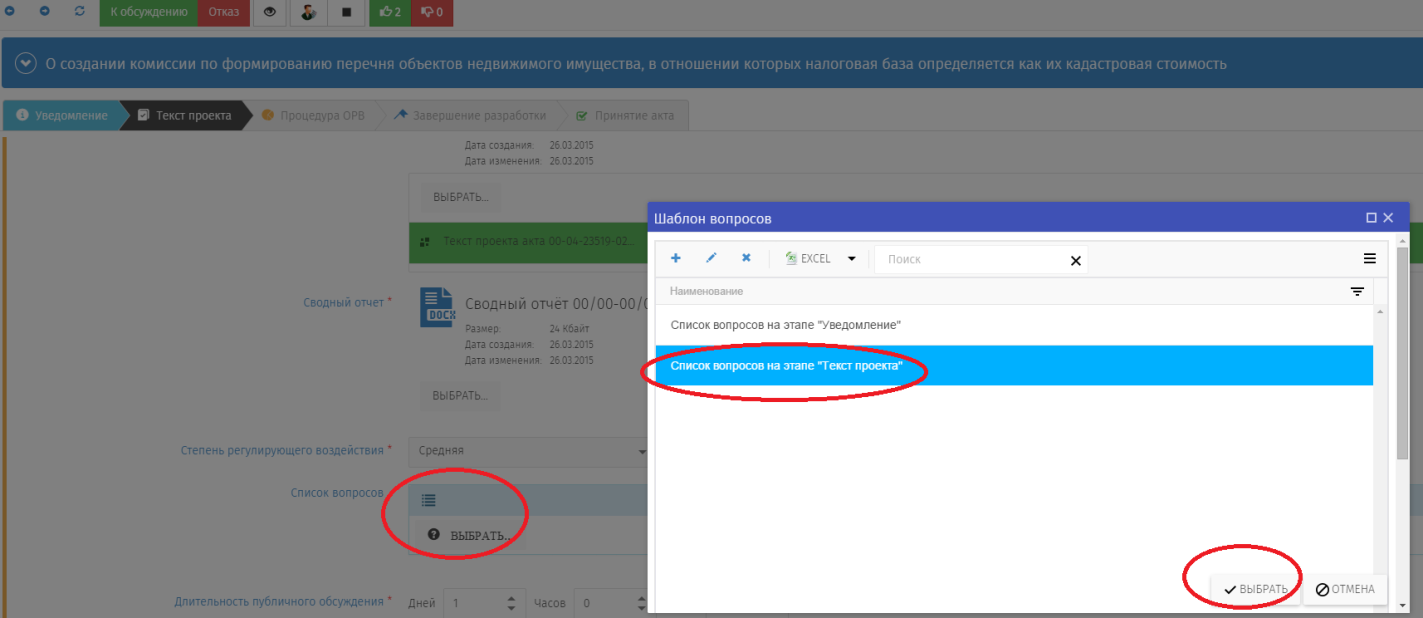 К обсуждению Отказ 2 0
О создании комиссии по формированию перечня объектов недвижимого имущества, в отношении которых налоговая база определяется как их кадастровая стоимость
Уведомление Текст проекта Процедура ОРВ Завершение разработки Принятие акта
Дата создания: 26.03.2015
Дата изменения: 26.03.2015
ВЫБРАТЬ...
Текст проекта акта 00-04-23519-02...
Сводный отчет *
DOCX
Сводный отчёт 00/00-00/0
Размер: 24 Кбайт
Дата создания: 26.03.2015
Дата изменения: 26.03.2015
ВЫБРАТЬ...
Степень регулирующего воздействия * Средняя
Список вопросов
ВЫБРАТЬ...
Длительность публичного обсуждения * Дней 1 Часов 0
Шаблон вопросов
EXCEL Поиск
Наименование
Список вопросов на этапе "Уведомление"
Список вопросов на этапе "Текст проекта"
ВЫБРАТЬ ОТМЕНА